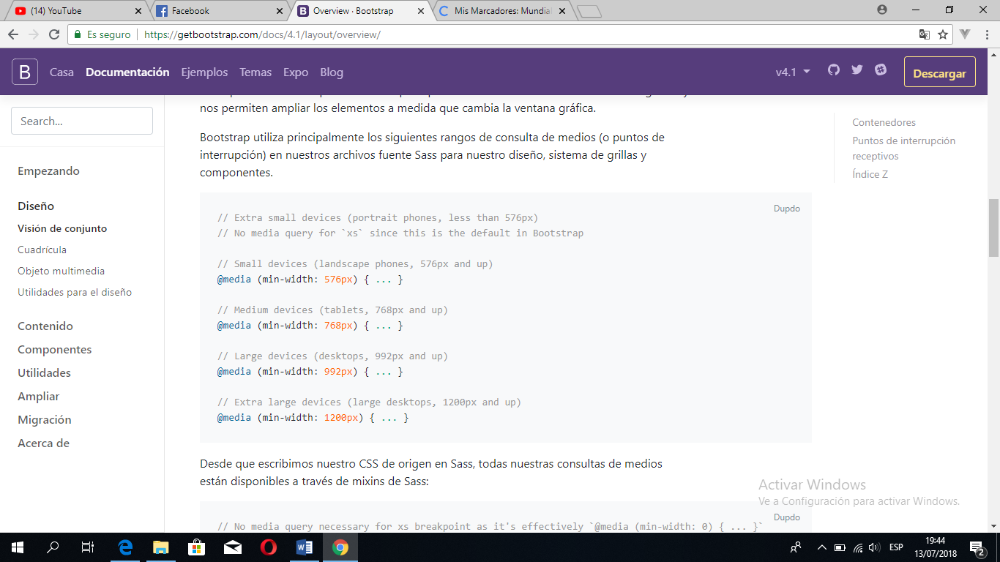 (14) YouTube
Facebook
Overview · Bootstrap
Mis Marcadores: Mundial
Es seguro
https://getbootstrap.com/docs/4.1/layout/overview/
B
Casa
Documentación
Ejemplos
Temas
Expo
Blog
v4.1
Descargar
Search...
Empezando
Diseño
Visión de conjunto
Cuadrícula
Objeto multimedia
Utilidades para el diseño
Contenido
Componentes
Utilidades
Ampliar
Migración
Acerca de
nos permiten ampliar los elementos a medida que cambia la ventana gráfica.
Bootstrap utiliza principalmente los siguientes rangos de consulta de medios (o puntos de
interrupción) en nuestros archivos fuente Sass para nuestro diseño, sistema de grillas y
componentes.
Dupdo
// Extra small devices (portrait phones, less than 576px)
// No media query for `xs` since this is the default in Bootstrap
// Small devices (landscape phones, 576px and up)
@media (min-width: 576px) { ... }
// Medium devices (tablets, 768px and up)
@media (min-width: 768px) { ... }
// Large devices (desktops, 992px and up)
@media (min-width: 992px) { ... }
// Extra large devices (large desktops, 1200px and up)
@media (min-width: 1200px) { ... }
Desde que escribimos nuestro CSS de origen en Sass, todas nuestras consultas de medios
están disponibles a través de mixins de Sass:
Dupdo
// No media query necessary for xs breakpoint as it's effectively `@media (min-width: 0) { ... }`
Contenedores
Puntos de interrupción
receptivos
Índice Z
Activar Windows
Ve a Configuración para activar Windows.
ESP
19:44
13/07/2018
2